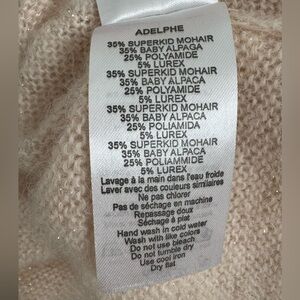 ADELPHE
35% SUPERKID MOHAIR
35% BABY ALPAGA
25% POLYAMIDE
5% LUREX
35% SUPERKID MOHAIR
35% BABY ALPACA
25% POLYAMIDE
5% LUREX
35% SUPERKID MOHAIR
35% BABY ALPACA
25% POLIAMIDA
5% LUREX
35% SUPERKID MOHAIR
35% BABY ALPACA
25% POLIAMMIDE
5% LUREX
Lavage à la main dans l'eau froide
Laver avec des couleurs similaires
Ne pas chlorer
Pas de séchage en machine
Repassage doux
Séchage à plat
Hand wash in cold water
Wash with like colors
Do not use bleach
Do not tumble dry
Use cool iron
Dry flat